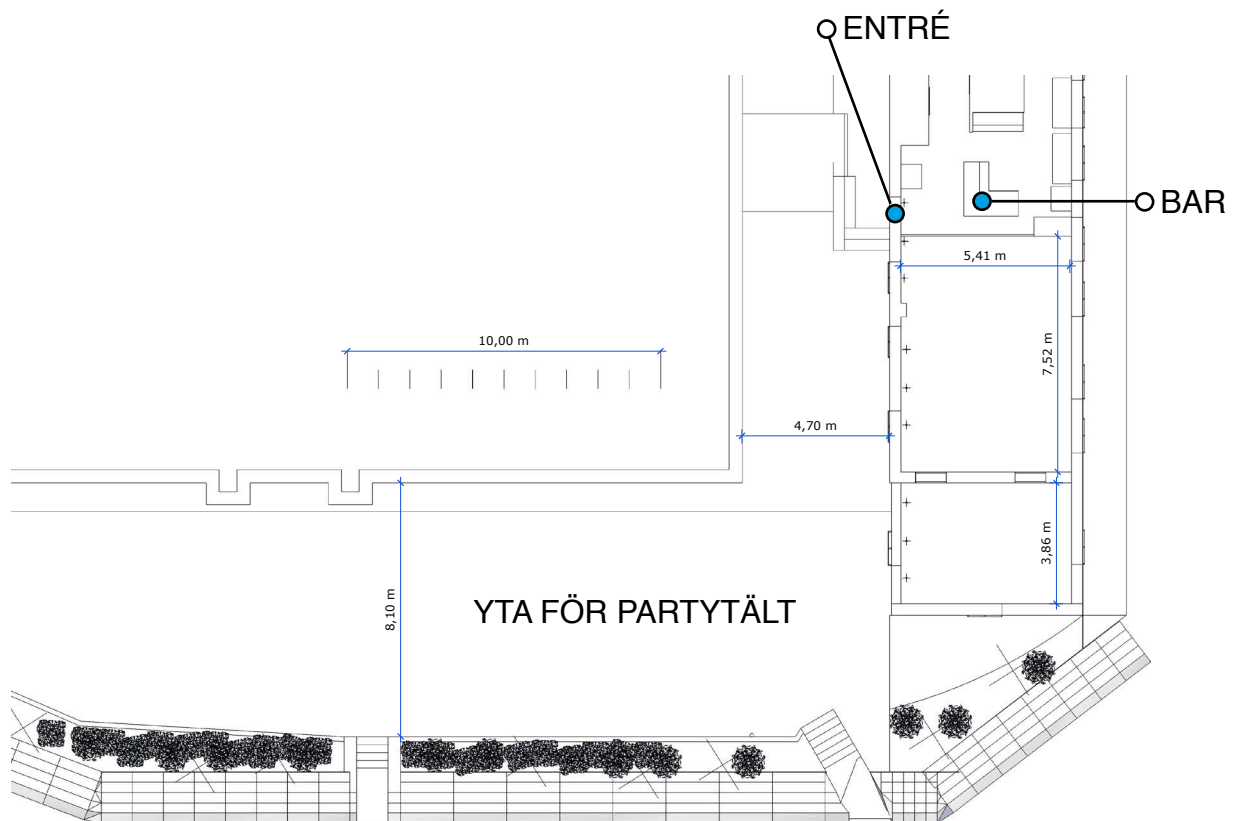 ENTRÉ
BAR
5,41 m
7,52 m
10,00 m
4,70 m
3,86 m
8,10 m
YTA FÖR PARTYTÄLT